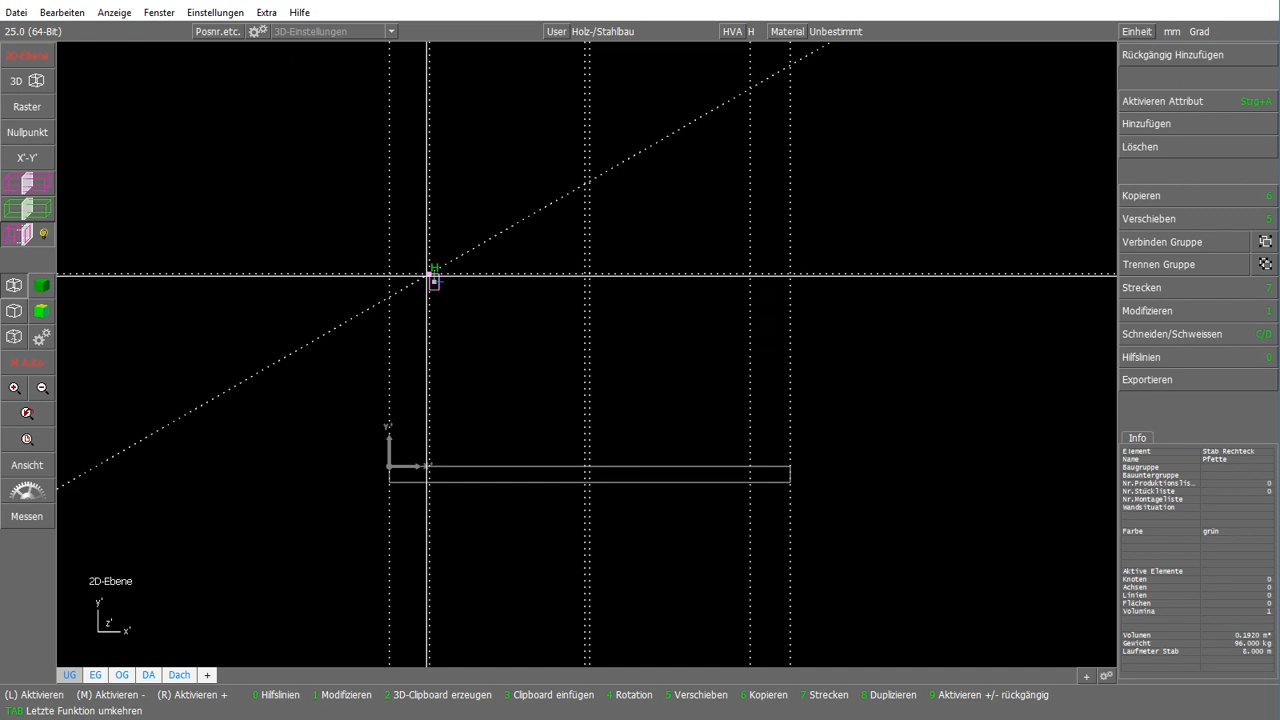 Datei Bearbeiten Anzeige Fenster Einstellungen Extra Hilfe
25.0 (64-Bit) Posnr.etc. 3D-Einstellungen User Holz-/Stahlbau HVA H Material Unbestimmt Einheit mm Grad
2D-Ebene
3D
Raster
Nullpunkt
X'-Y'
M Auto
Ansicht
Messen
H
Y'
2D-Ebene
y'
z' x'
Rückgängig Hinzufügen
Aktivieren Attribut Strg+A
Hinzufügen
Löschen
Kopieren 6
Verschieben 5
Verbinden Gruppe
Trennen Gruppe
Strecken 7
Modifizieren 1
Schneiden/Schweissen C/D
Hilfslinien 0
Exportieren
Info
Element Stab Rechteck
Name Pfette
Baugruppe
Bauuntergruppe
Nr.Produktionslis... 0
Nr.Stückliste 0
Nr.Montageliste
Wandsituation
Farbe grün
Aktive Elemente
Knoten 0
Achsen 0
Linien 0
Flächen 0
Volumina 1
Volumen 0.1920 m³
Gewicht 96.000 kg
Laufmeter Stab 8.000 m
UG EG OG DA Dach + +
(L) Aktivieren (M) Aktivieren - (R) Aktivieren + 0 Hilfslinien 1 Modifizieren 2 3D-Clipboard erzeugen 3 Clipboard einfügen 4 Rotation 5 Verschieben 6 Kopieren 7 Strecken 8 Duplizieren 9 Aktivieren +/- rückgängig
TAB Letzte Funktion umkehren